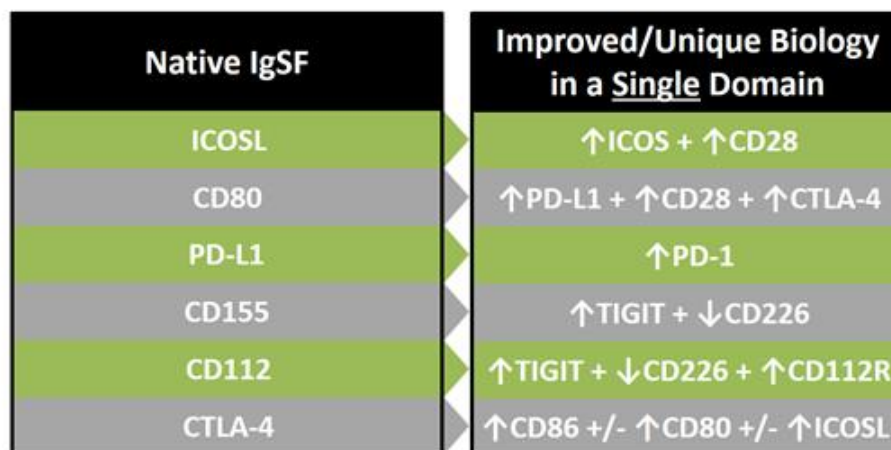 Native IgSF
Improved/Unique Biology
in a Single Domain
ICOSL
↑ICOS + ↑CD28
CD80
↑PD-L1 + ↑CD28 + ↑CTLA-4
PD-L1
↑PD-1
CD155
↑TIGIT + ↓CD226
CD112
↑TIGIT + ↓CD226 + ↑CD112R
CTLA-4
↑CD86 +/- ↑CD80 +/- ↑ICOSL